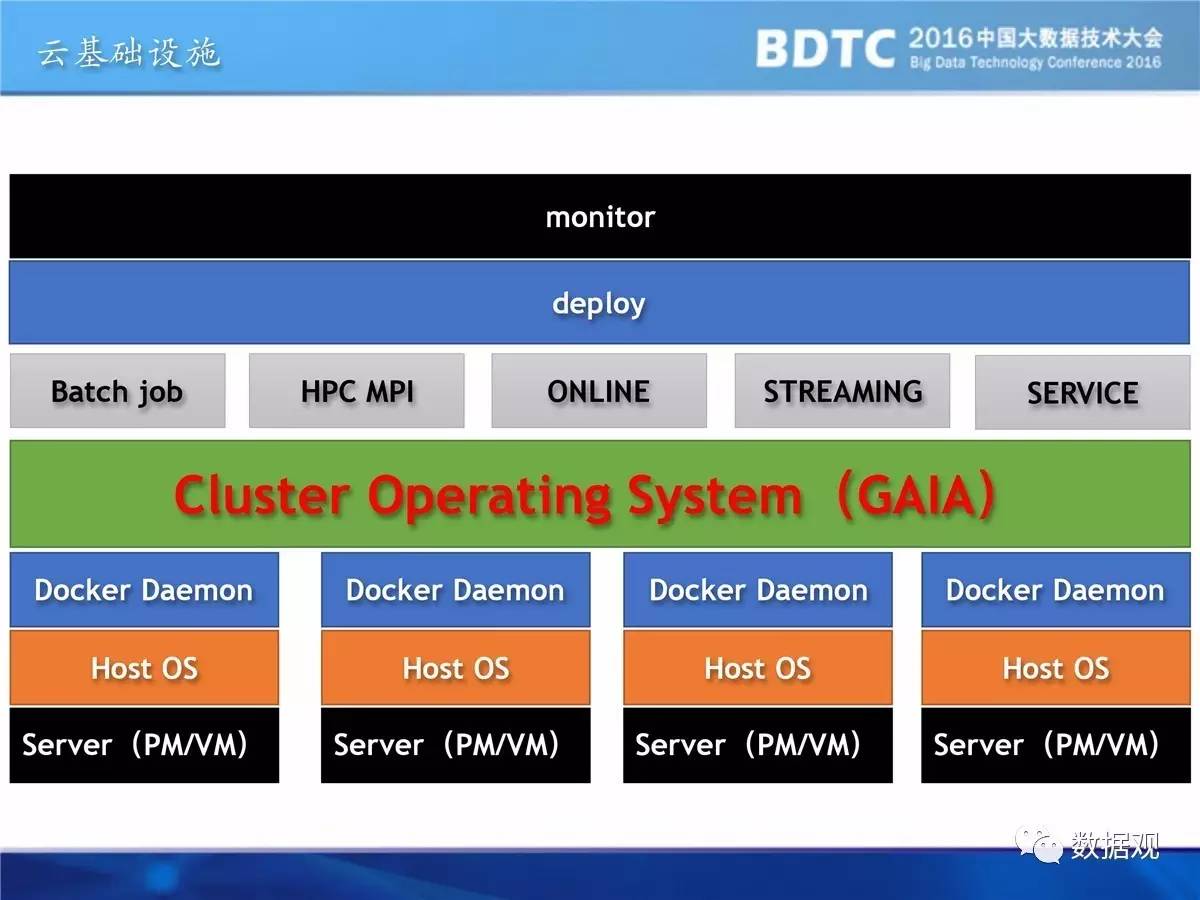 云基础设施
BDTC 2016中国大数据技术大会
Big Data Technology Conference 2016
monitor
deploy
Batch job HPC MPI ONLINE STREAMING SERVICE
Cluster Operating System（GAIA）
Docker Daemon Docker Daemon Docker Daemon Docker Daemon
Host OS Host OS Host OS Host OS
Server（PM/VM） Server（PM/VM） Server（PM/VM） Server（PM/VM）
数据观